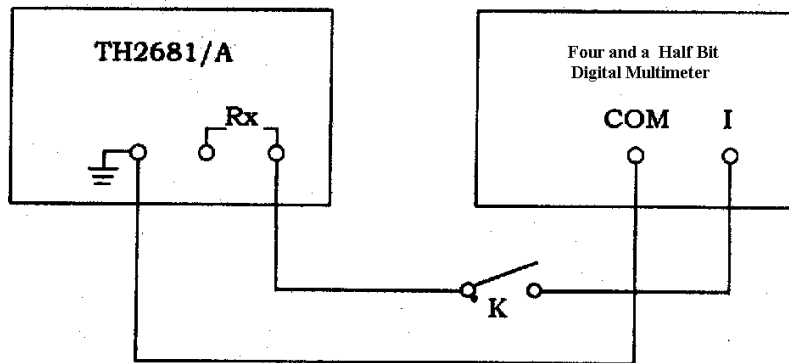 TH2681/A
Rx
Four and a Half Bit
Digital Multimeter
COM I
K